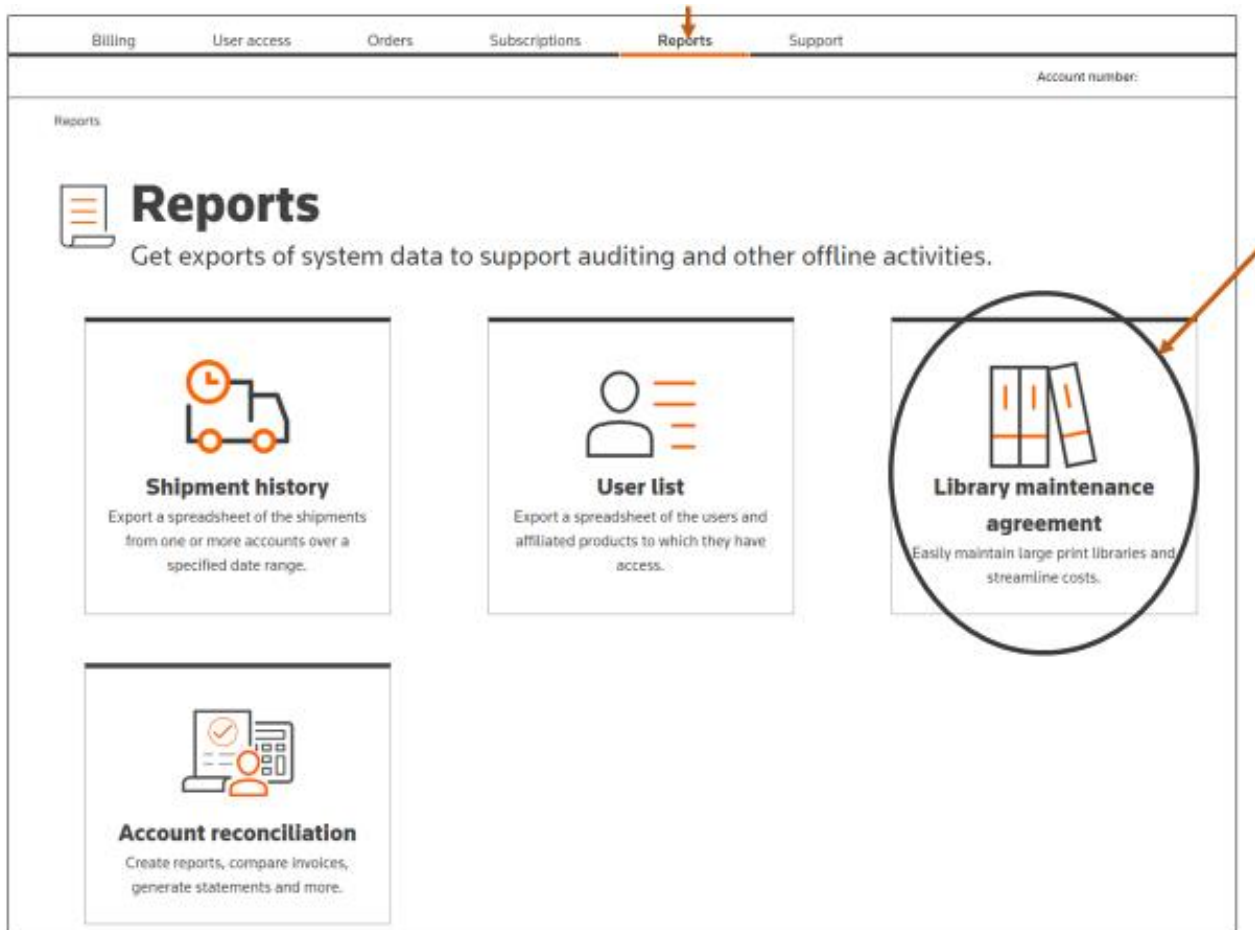 Billing User access Orders Subscriptions Reports Support
Account number:
Reports
Reports
Get exports of system data to support auditing and other offline activities.
Shipment history
Export a spreadsheet of the shipments
from one or more accounts over a
specified date range.
User list
Export a spreadsheet of the users and
affiliated products to which they have
access.
Library maintenance
agreement
Easily maintain large print libraries and
streamline costs.
Account reconciliation
Create reports, compare invoices,
generate statements and more.